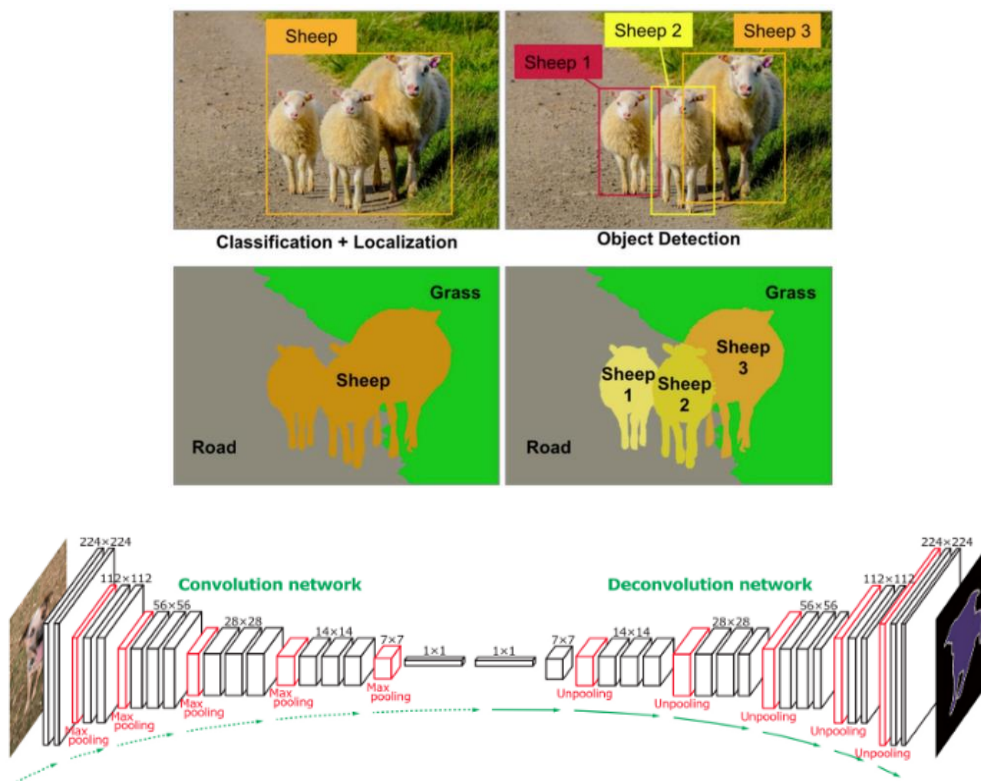 Sheep
Sheep 1
Sheep 2
Sheep 3
Classification + Localization
Object Detection
Grass
Sheep
Road
Grass
Sheep
1
Sheep
2
Sheep
3
Road
224×224
112×112
56×56
28×28
14×14
7×7
1×1
1×1
7×7
14×14
28×28
56×56
112×112
224×224
Convolution network
Deconvolution network
Max
pooling
Max
pooling
Max
pooling
Max
pooling
Max
pooling
Unpooling
Unpooling
Unpooling
Unpooling
Unpooling